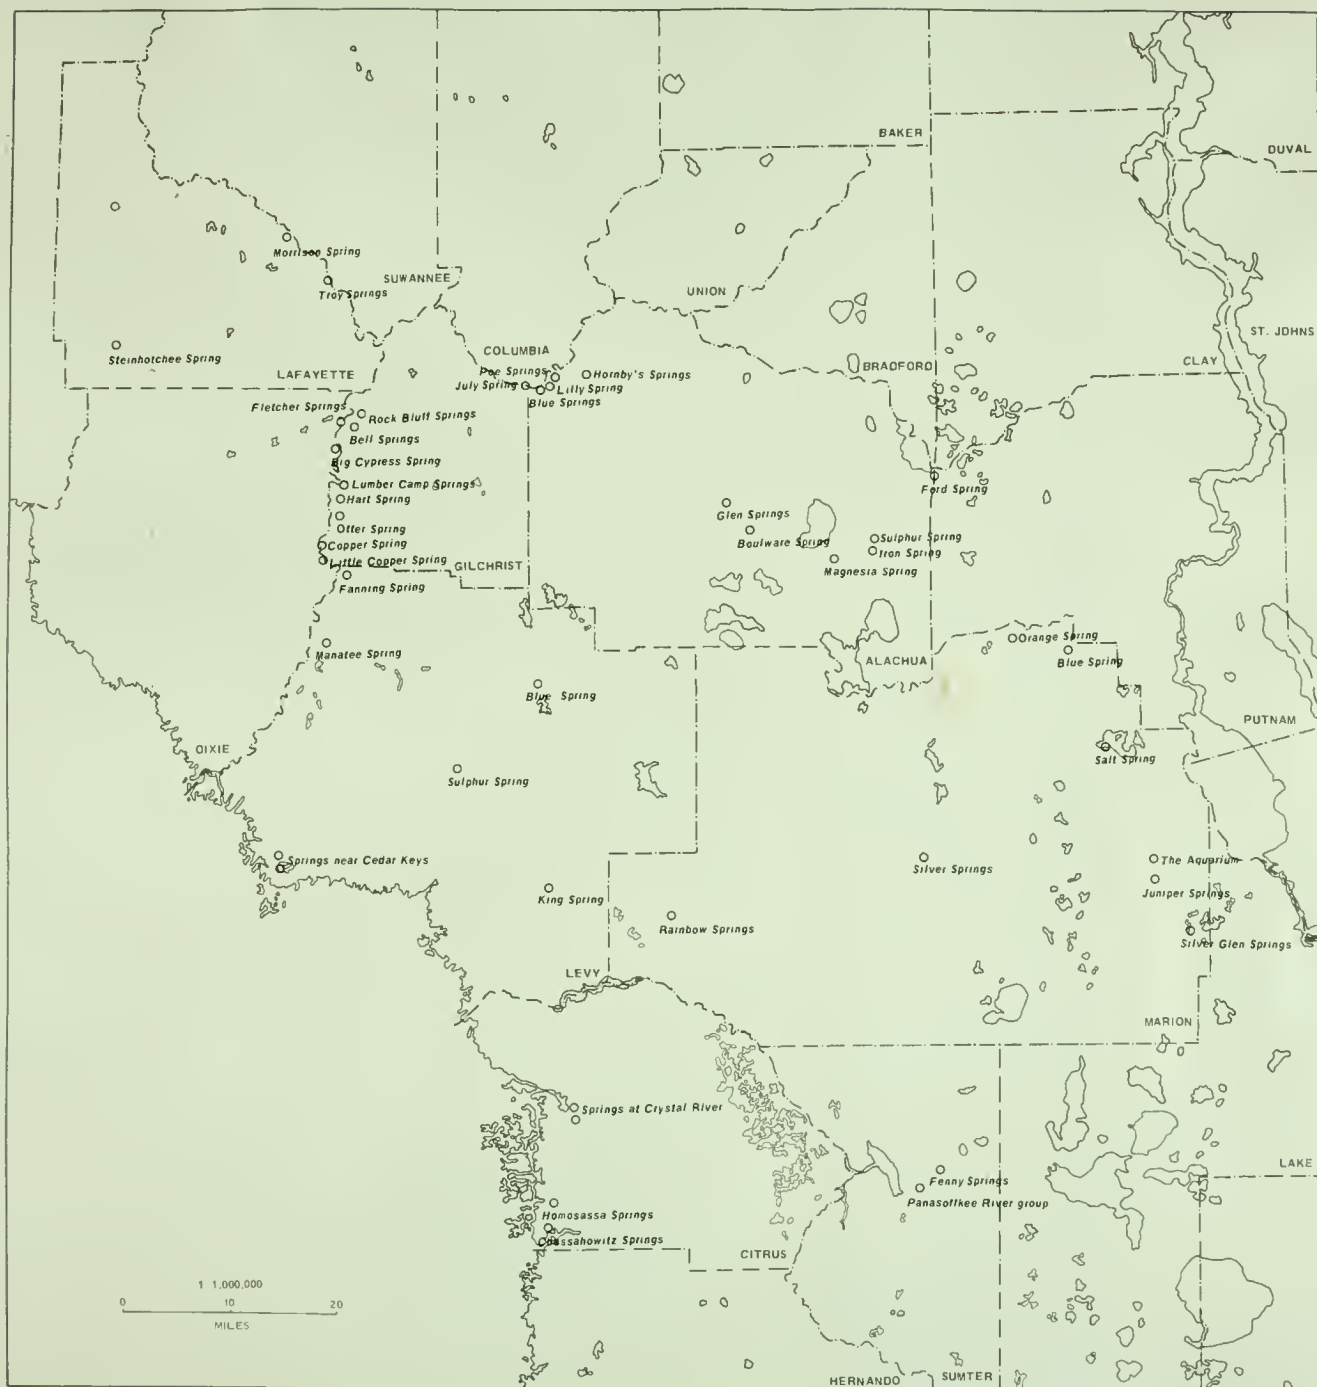 BAKER
DUVAL
Morrison Spring
SUWANNEE
Troy Springs
UNION
ST. JOHNS
Steinhotchee Spring
COLUMBIA
CLAY
LAFAYETTE
BRADFORD
Poe Springs
Hornby's Springs
July Spring
Lilly Spring
Blue Springs
Fletcher Springs
Rock Bluff Springs
Bell Springs
Big Cypress Spring
Lumber Camp Springs
Ford Spring
Hart Spring
Glen Springs
Otter Spring
Boulware Spring
Sulphur Spring
Copper Spring
Iron Spring
Little Copper Spring
GILCHRIST
Magnesia Spring
Fanning Spring
Orange Spring
Manatee Spring
ALACHUA
Blue Spring
Blue Spring
PUTNAM
DIXIE
Salt Spring
Sulphur Spring
Springs near Cedar Keys
The Aquarium
Silver Springs
Juniper Springs
King Spring
Rainbow Springs
Silver Glen Springs
LEVY
MARION
Springs at Crystal River
LAKE
Fenny Springs
Panasoffkee River group
Homosassa Springs
Chassahowitz Springs
CITRUS
1 1,000,000
0 10 20
MILES
HERNANDO
SUMTER